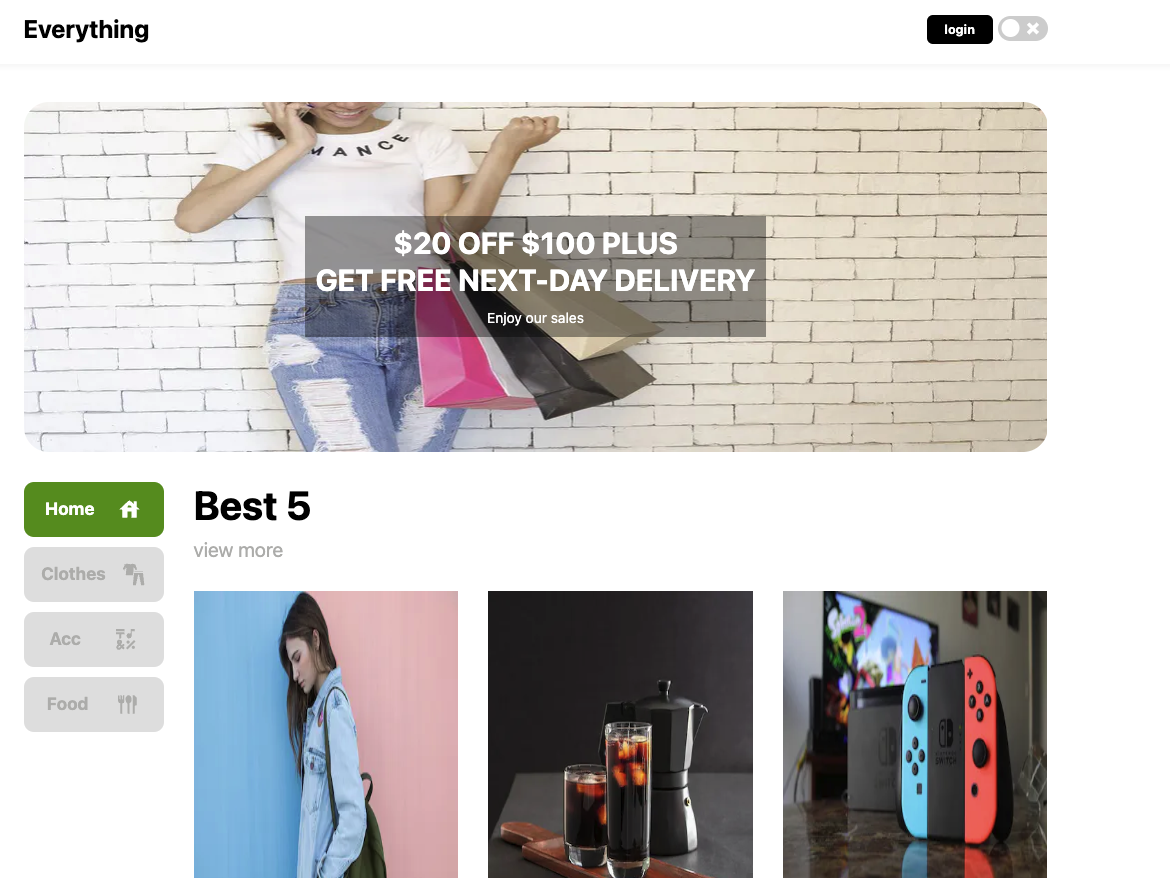 Everything
login
MANCE
$20 OFF $100 PLUS
GET FREE NEXT-DAY DELIVERY
Enjoy our sales
Home
Clothes
Acc
Food
Best 5
view more
SWITCH